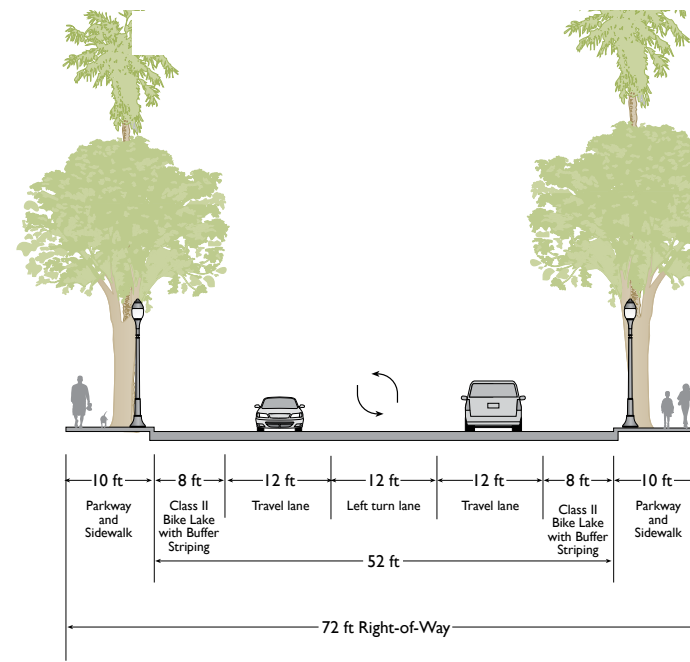 10 ft
8 ft
12 ft
12 ft
12 ft
8 ft
10 ft
Parkway
and
Sidewalk
Class II
Bike Lake
with Buffer
Striping
Travel lane
Left turn lane
Travel lane
Class II
Bike Lake
with Buffer
Striping
Parkway
and
Sidewalk
52 ft
72 ft Right-of-Way